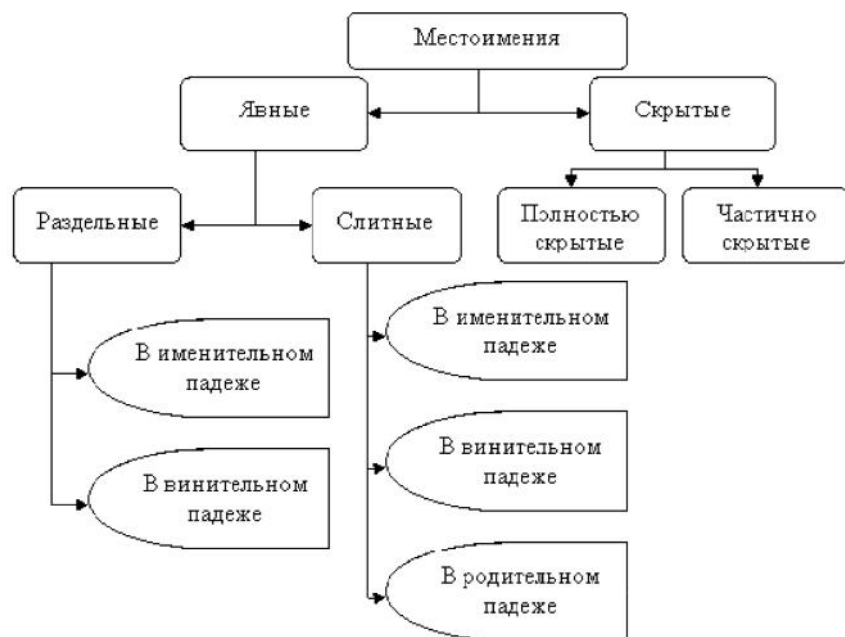 Местоимения
Явные
Скрытые
Раздельные
Слитные
Полностью
скрытые
Частично
скрытые
В именительном
падеже
В винительном
падеже
В именительном
падеже
В винительном
падеже
В родительном
падеже